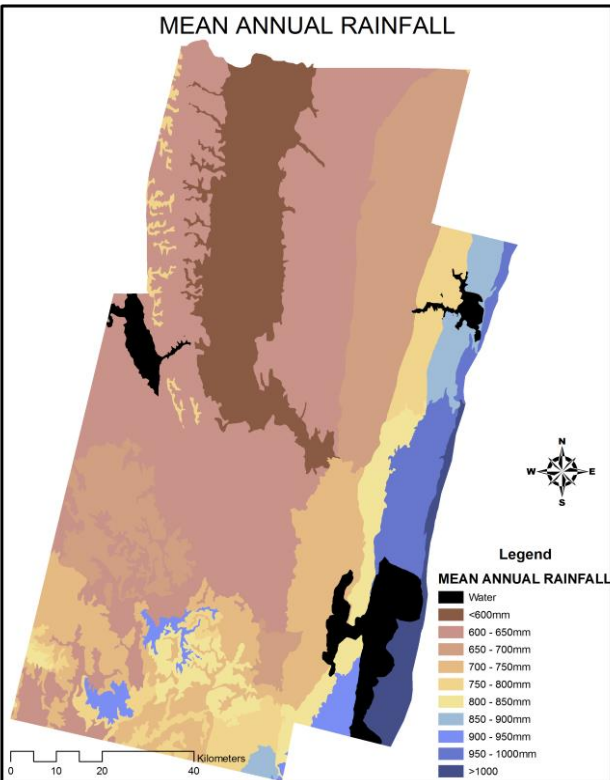 MEAN ANNUAL RAINFALL
N
W E
S
Legend
MEAN ANNUAL RAINFALL
Water
<600mm
600 - 650mm
650 - 700mm
700 - 750mm
750 - 800mm
800 - 850mm
850 - 900mm
900 - 950mm
950 - 1000mm
>1000
Kilometers
0 10 20 40